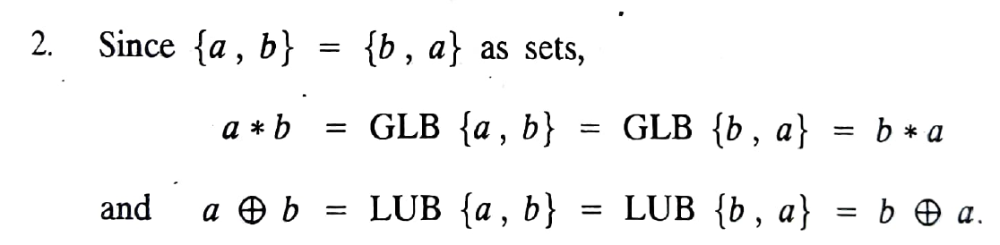 2. Since {a, b} = {b, a} as sets,
a * b = GLB {a, b} = GLB {b, a} = b * a
and a ⊕ b = LUB {a, b} = LUB {b, a} = b ⊕ a.